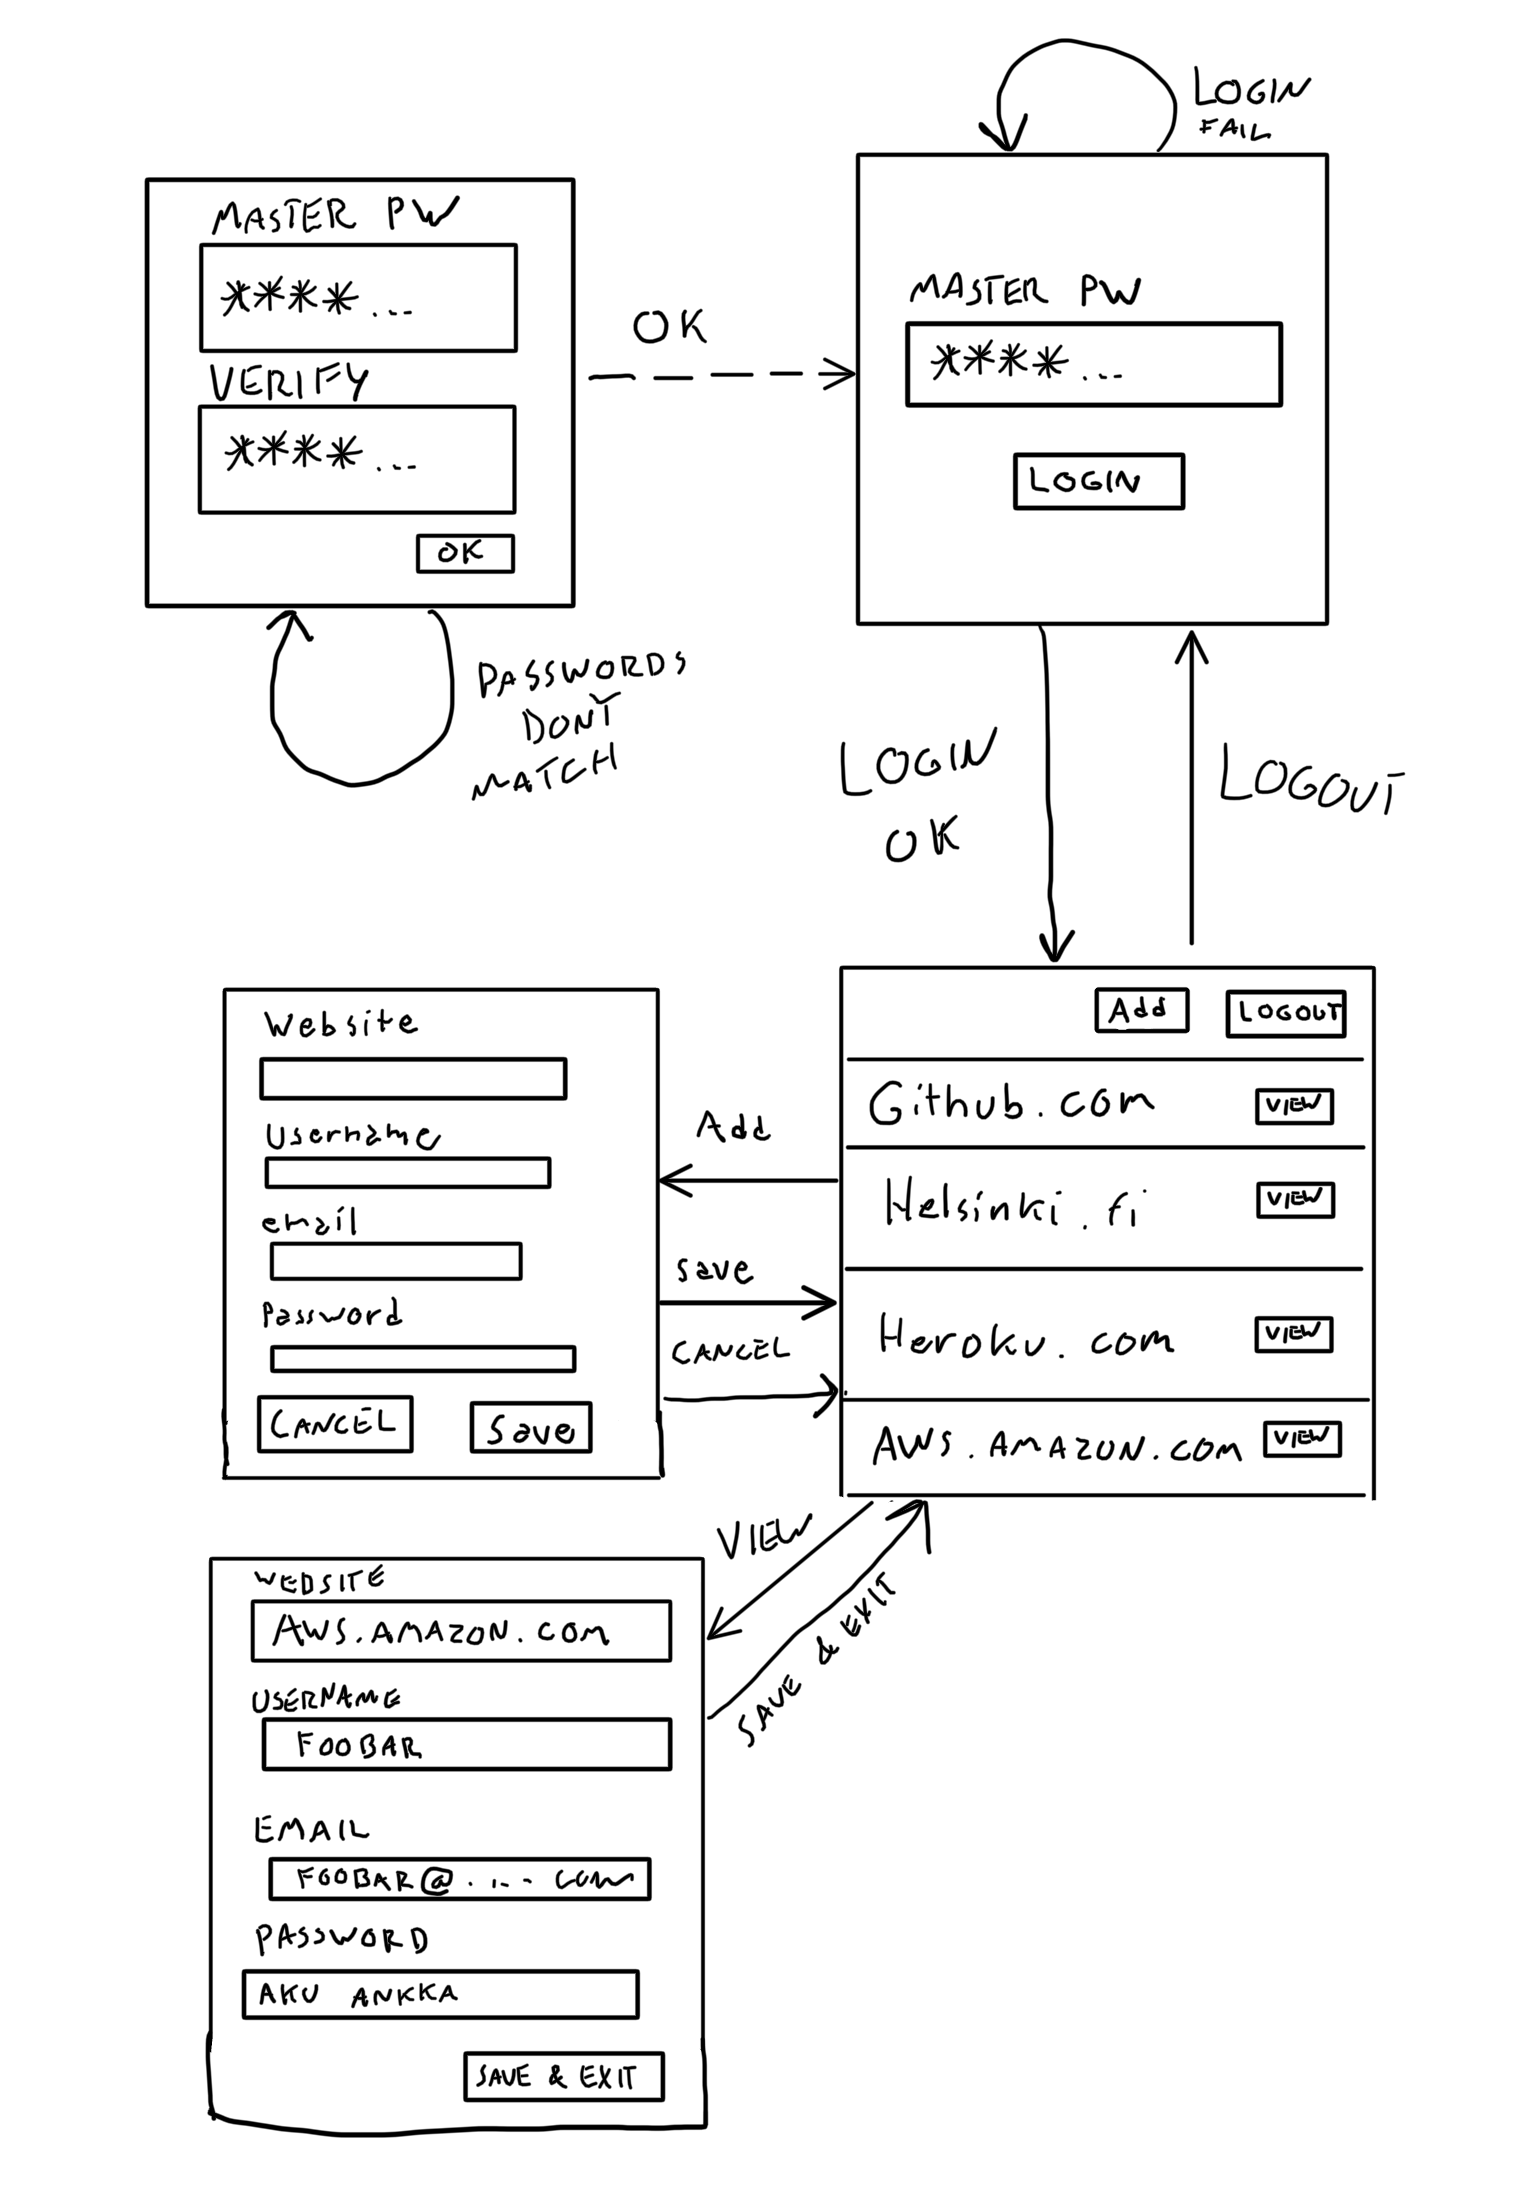 LOGIN
FAIL
MASTER PW
****...
VERIFY
****...
OK
OK
MASTER PW
****...
LOGIN
PASSWORDS
DONT
MATCH
LOGIN
OK
LOGOUT
Website
Username
email
Password
CANCEL
Save
Add
save
CANCEL
Add
LOGOUT
Github.com
VIEW
Helsinki.fi
VIEW
Heroku.com
VIEW
AWS.AMAZON.COM
VIEW
VIEW
SAVE & EXIT
WEBSITE
AWS.AMAZON.COM
USERNAME
FOOBAR
EMAIL
FOOBAR@....COM
PASSWORD
AKU ANKKA
SAVE & EXIT